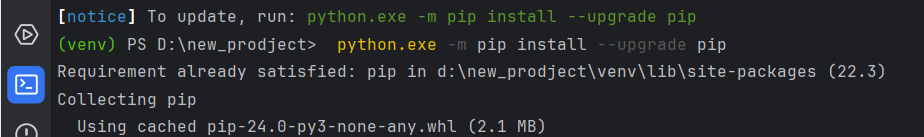 [notice] To update, run: python.exe -m pip install --upgrade pip
(venv) PS D:\new_prodject>  python.exe -m pip install --upgrade pip
Requirement already satisfied: pip in d:\new_prodject\venv\lib\site-packages (22.3)
Collecting pip
  Using cached pip-24.0-py3-none-any.whl (2.1 MB)